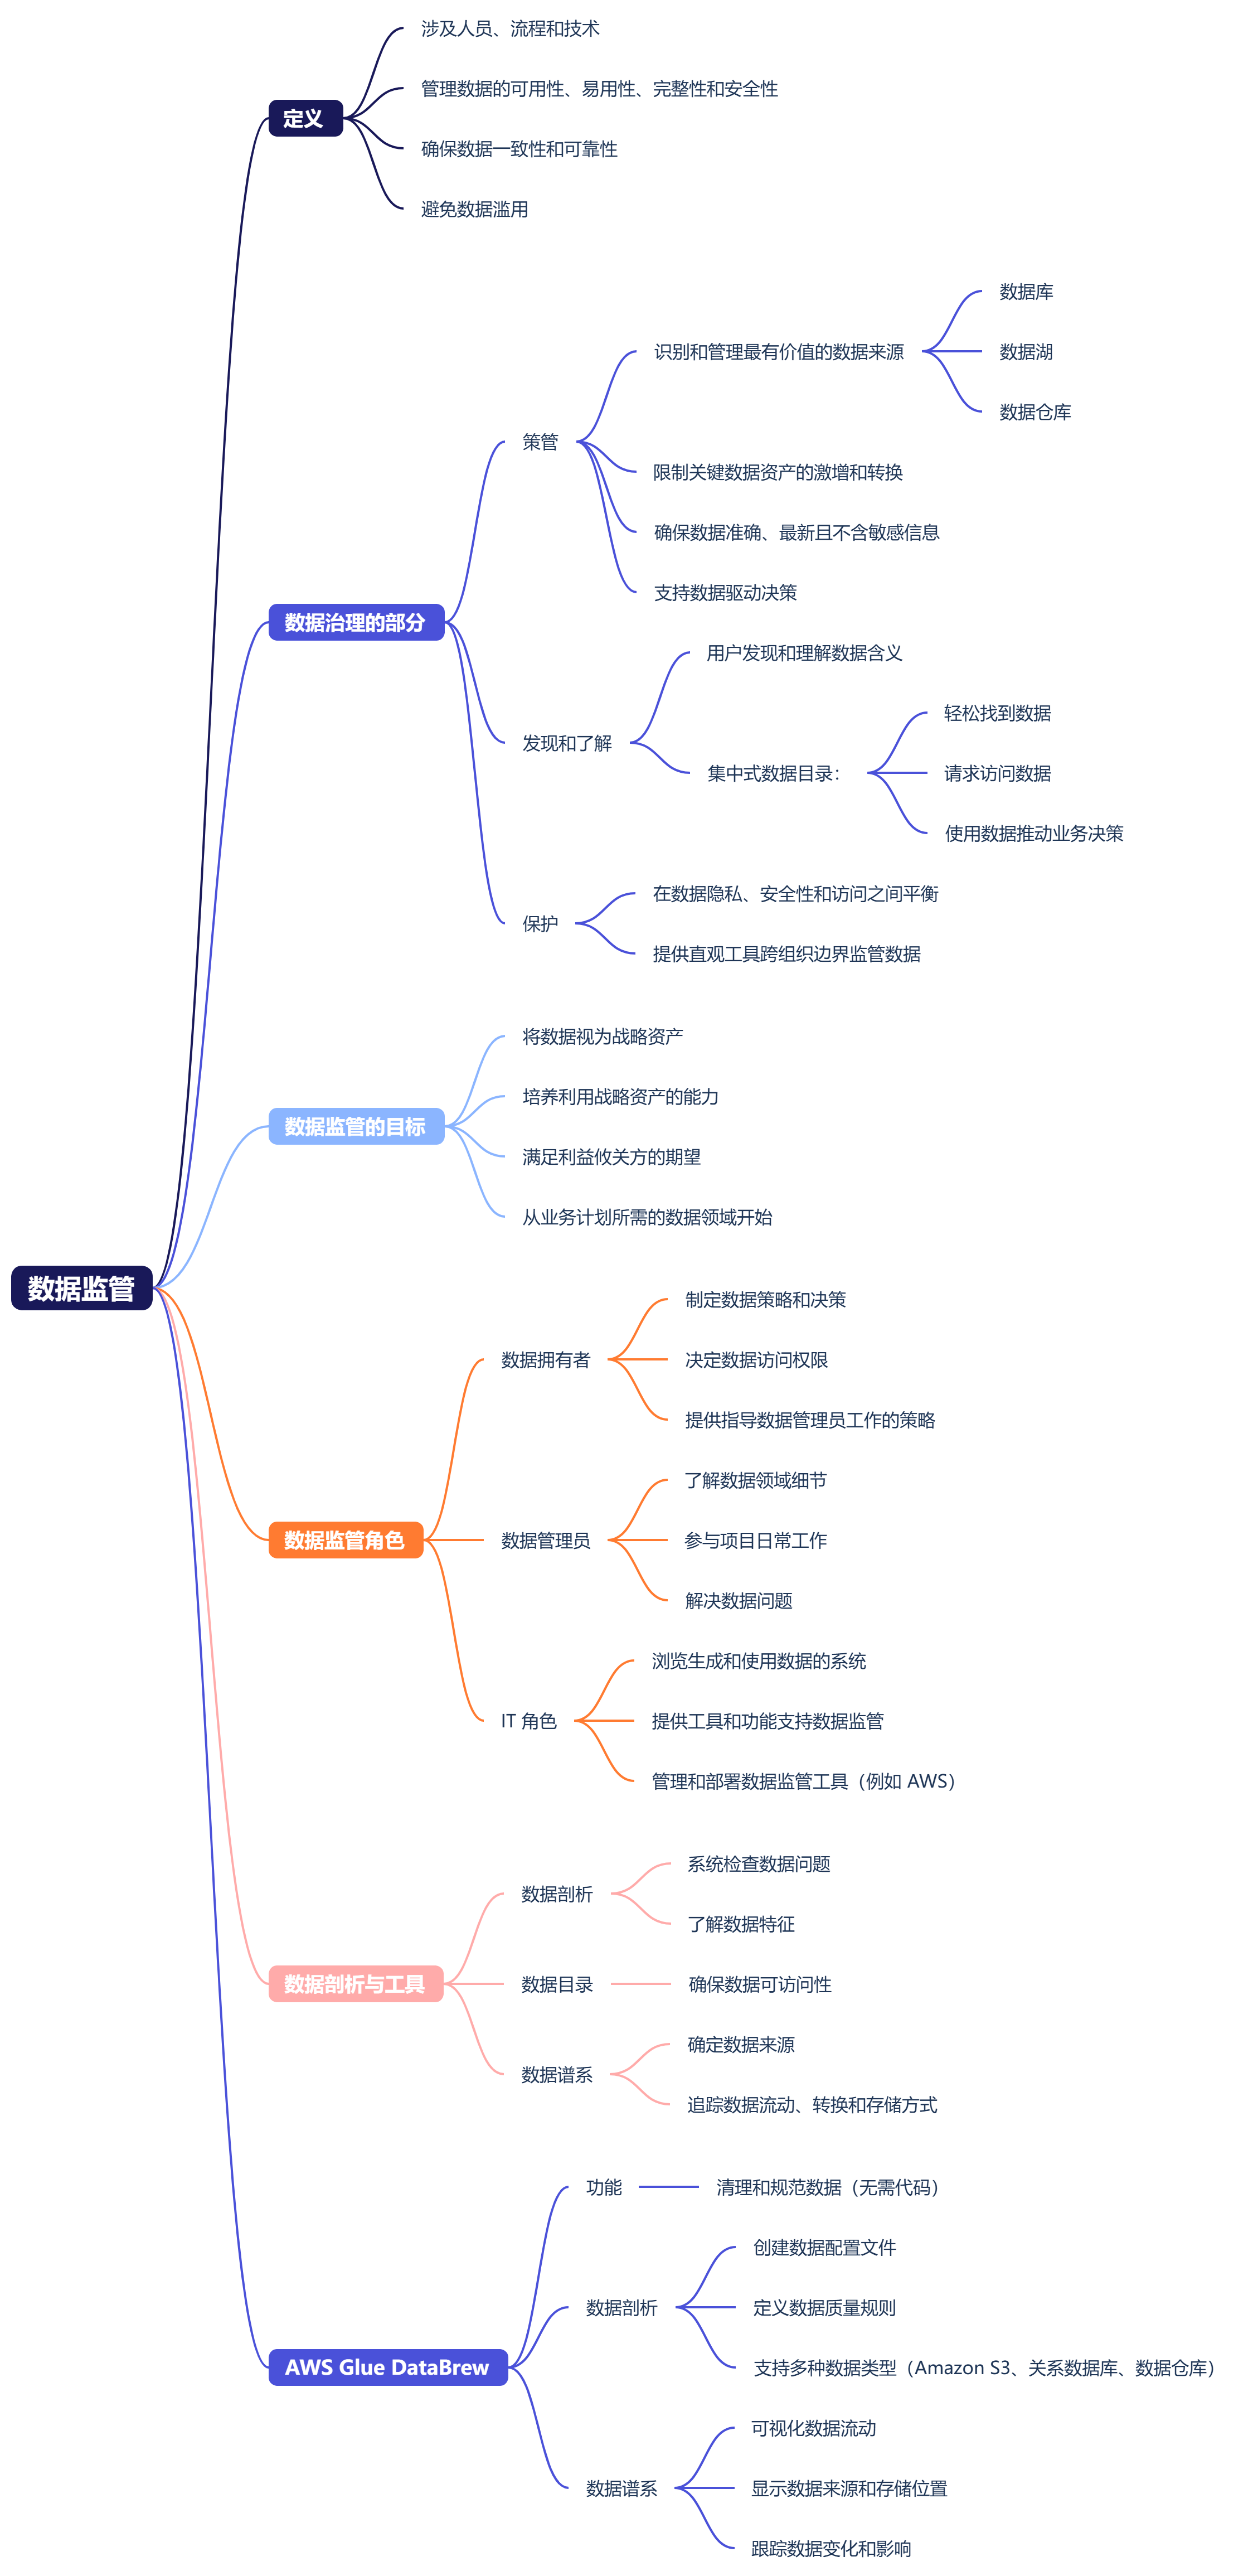 数据监管
定义
涉及人员、流程和技术
管理数据的可用性、易用性、完整性和安全性
确保数据一致性和可靠性
避免数据滥用
数据治理的部分
策管
识别和管理最有价值的数据来源
数据库
数据湖
数据仓库
限制关键数据资产的激增和转换
确保数据准确、最新且不含敏感信息
支持数据驱动决策
发现和了解
用户发现和理解数据含义
集中式数据目录：
轻松找到数据
请求访问数据
使用数据推动业务决策
保护
在数据隐私、安全性和访问之间平衡
提供直观工具跨组织边界监管数据
数据监管的目标
将数据视为战略资产
培养利用战略资产的能力
满足利益攸关方的期望
从业务计划所需的数据领域开始
数据监管角色
数据拥有者
制定数据策略和决策
决定数据访问权限
提供指导数据管理员工作的策略
数据管理员
了解数据领域细节
参与项目日常工作
解决数据问题
IT 角色
浏览生成和使用数据的系统
提供工具和功能支持数据监管
管理和部署数据监管工具（例如 AWS）
数据剖析与工具
数据剖析
系统检查数据问题
了解数据特征
数据目录
确保数据可访问性
数据谱系
确定数据来源
追踪数据流动、转换和存储方式
AWS Glue DataBrew
功能
清理和规范数据（无需代码）
数据剖析
创建数据配置文件
定义数据质量规则
支持多种数据类型（Amazon S3、关系数据库、数据仓库）
数据谱系
可视化数据流动
显示数据来源和存储位置
跟踪数据变化和影响